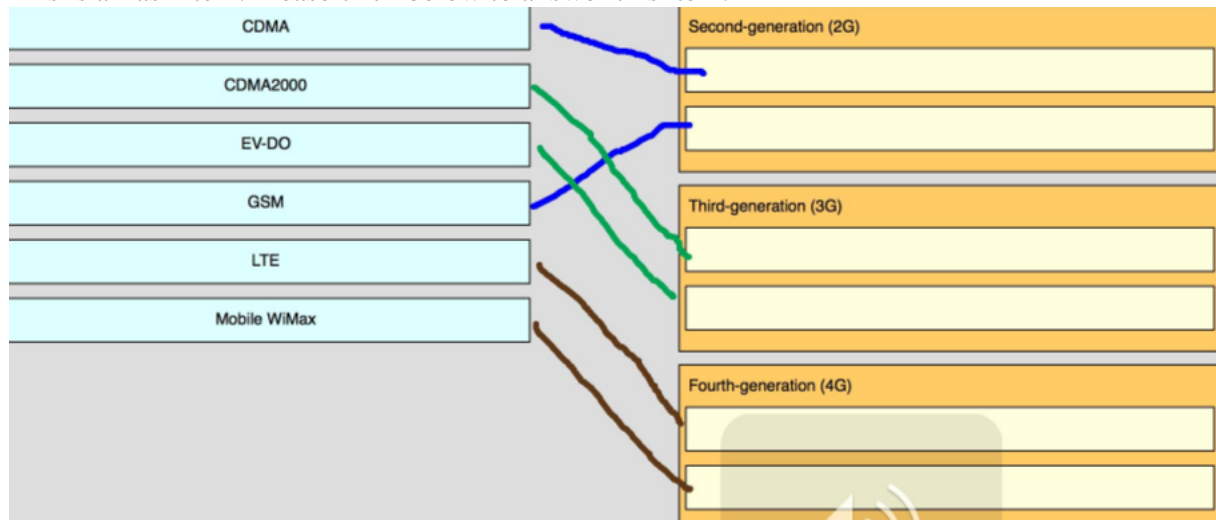 CDMA
CDMA2000
EV-DO
GSM
LTE
Mobile WiMax
Second-generation (2G)
Third-generation (3G)
Fourth-generation (4G)